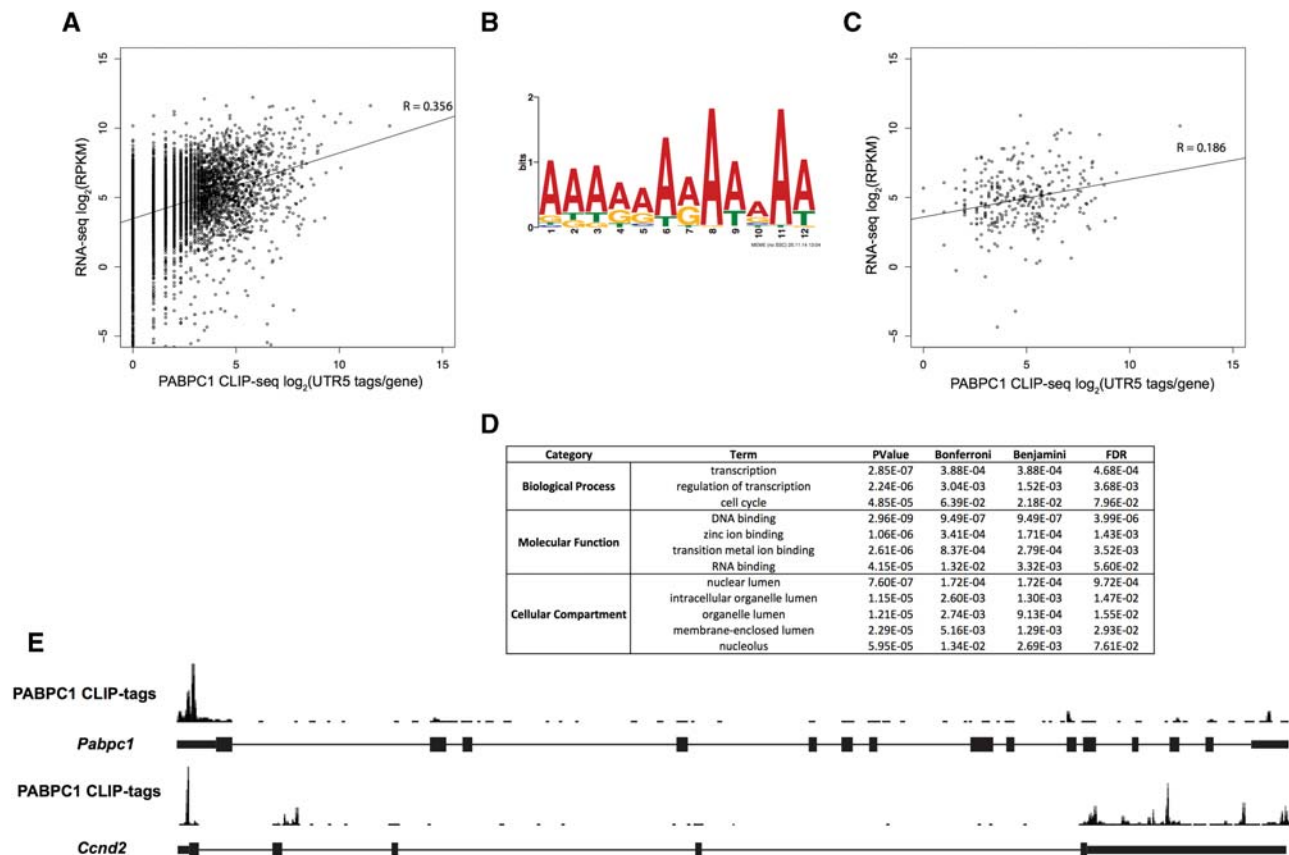 A
15
10
5
0
−5
RNA-seq log2(RPKM)
R = 0.356
0 5 10 15
PABPC1 CLIP-seq log2(UTR5 tags/gene)
B
2
1
0
bits
1 2 3 4 5 6 7 8 9 10 11 12
C
15
10
5
0
−5
RNA-seq log2(RPKM)
R = 0.186
0 5 10 15
PABPC1 CLIP-seq log2(UTR5 tags/gene)
D
Category Term PValue Bonferroni Benjamini FDR
Biological Process
transcription 2.85E-07 3.88E-04 3.88E-04 4.68E-04
regulation of transcription 2.24E-06 3.04E-03 1.52E-03 3.68E-03
cell cycle 4.85E-05 6.39E-02 2.18E-02 7.96E-02
Molecular Function
DNA binding 2.96E-09 9.49E-07 9.49E-07 3.99E-06
zinc ion binding 1.06E-06 3.41E-04 1.71E-04 1.43E-03
transition metal ion binding 2.61E-06 8.37E-04 2.79E-04 3.52E-03
RNA binding 4.15E-05 1.32E-02 3.32E-03 5.60E-02
Cellular Compartment
nuclear lumen 7.60E-07 1.72E-04 1.72E-04 9.72E-04
intracellular organelle lumen 1.15E-05 2.60E-03 1.30E-03 1.47E-02
organelle lumen 1.21E-05 2.74E-03 9.13E-04 1.55E-02
membrane-enclosed lumen 2.29E-05 5.16E-03 1.29E-03 2.93E-02
nucleolus 5.95E-05 1.34E-02 2.69E-03 7.61E-02
E
PABPC1 CLIP-tags
Pabpc1
PABPC1 CLIP-tags
Ccnd2